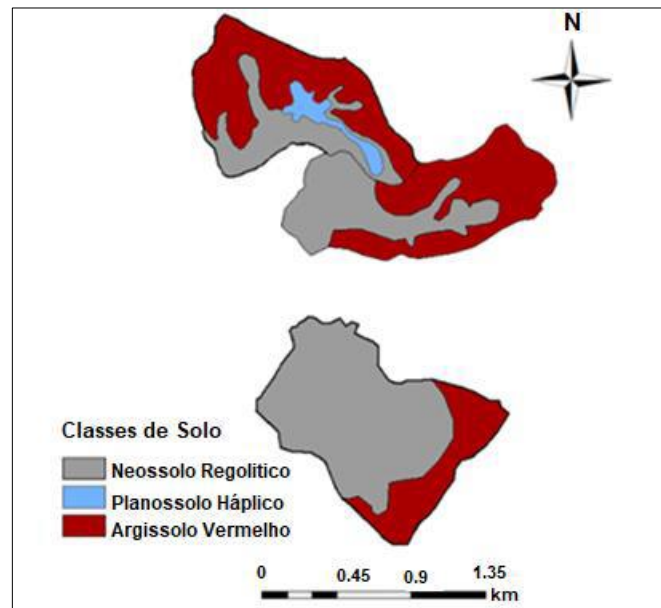 N
Classes de Solo
Neossolo Regolitico
Planossolo Háplico
Argissolo Vermelho
0 0.45 0.9 1.35
km